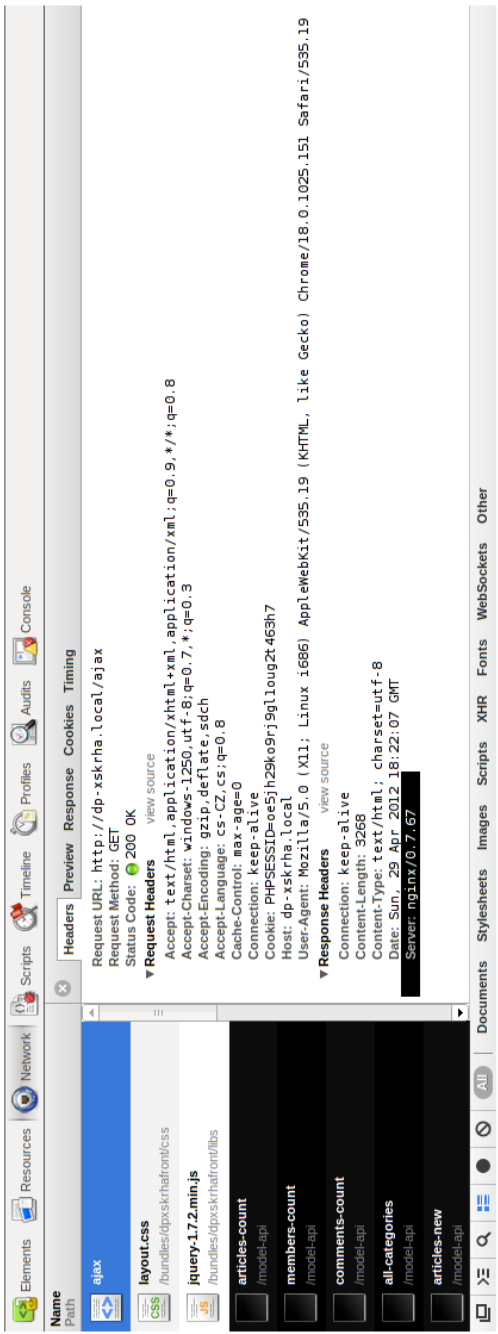 Elements Resources Network Scripts Timeline Profiles Audits Console
Name
Path
Headers Preview Response Cookies Timing
ajax
layout.css
/bundles/dpxskrhafront/css
jquery-1.7.2.min.js
/bundles/dpxskrhafront/libs
articles-count
/model-api
members-count
/model-api
comments-count
/model-api
all-categories
/model-api
articles-new
/model-api
Request URL: http://dp-xskrha.local/ajax
Request Method: GET
Status Code: 200 OK
▼Request Headers view source
Accept: text/html,application/xhtml+xml,application/xml;q=0.9,*/*;q=0.8
Accept-Charset: windows-1250,utf-8;q=0.7,*;q=0.3
Accept-Encoding: gzip,deflate,sdch
Accept-Language: cs-CZ,cs;q=0.8
Cache-Control: max-age=0
Connection: keep-alive
Cookie: PHPSESSID=oe5jh29ko9rj9gl1oug2t463h7
Host: dp-xskrha.local
User-Agent: Mozilla/5.0 (X11; Linux i686) AppleWebKit/535.19 (KHTML, like Gecko) Chrome/18.0.1025.151 Safari/535.19
▼Response Headers view source
Connection: keep-alive
Content-Length: 3268
Content-Type: text/html; charset=utf-8
Date: Sun, 29 Apr 2012 18:22:07 GMT
Server: nginx/0.7.67
All Documents Stylesheets Images Scripts XHR Fonts WebSockets Other